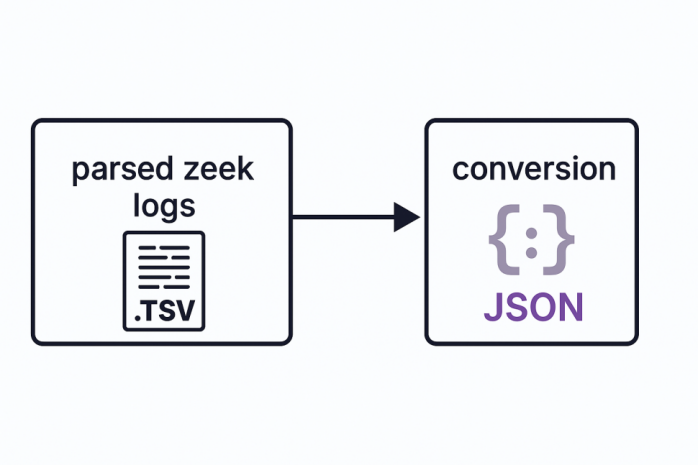 parsed zeek
logs
.TSV
conversion
{:}
JSON